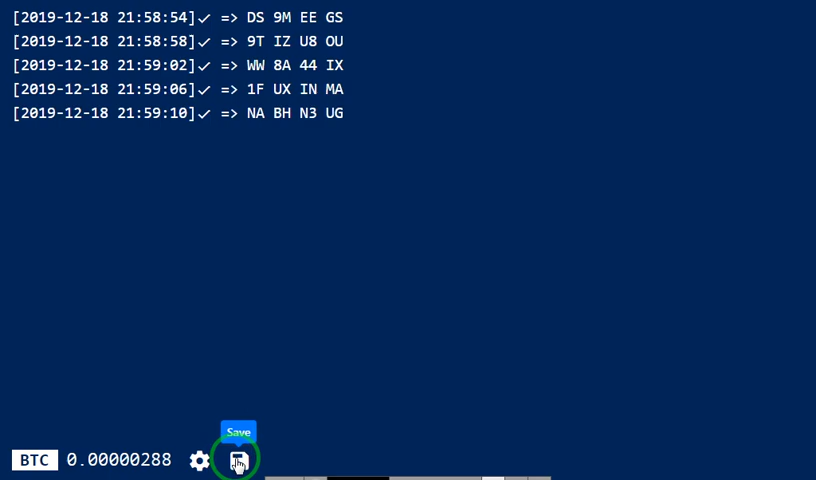 [2019-12-18 21:58:54]✓ => DS 9M EE GS
[2019-12-18 21:58:58]✓ => 9T IZ U8 OU
[2019-12-18 21:59:02]✓ => WW 8A 44 IX
[2019-12-18 21:59:06]✓ => 1F UX IN MA
[2019-12-18 21:59:10]✓ => NA BH N3 UG
Save
BTC 0.00000288